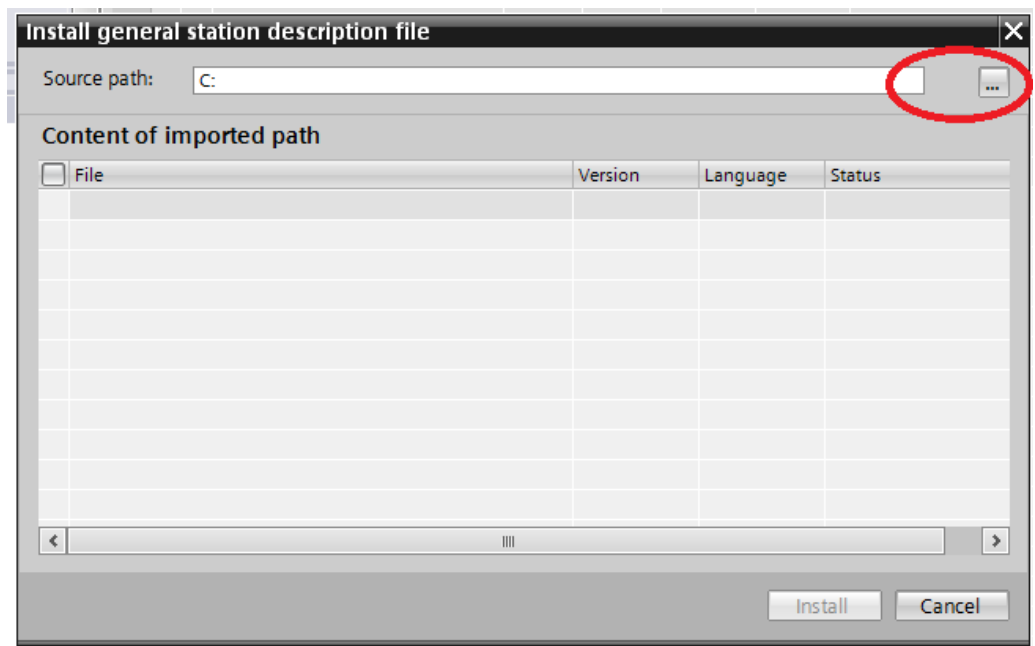 Install general station description file
Source path: C: ...
Content of imported path
File Version Language Status
Install Cancel